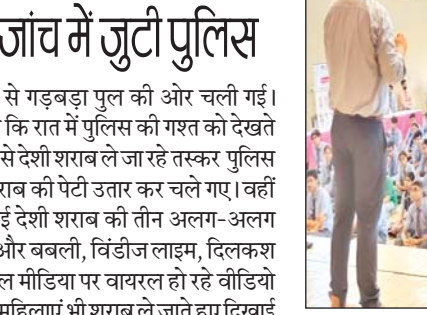 जांच में जुटी पुलिस
से गड़बड़ा पुल की ओर चली गई।
कि रात में पुलिस की गश्त को देखते
से देशी शराब ले जा रहे तस्कर पुलिस
की पेटी उतार कर चले गए। वहीं
देशी शराब की तीन अलग-अलग
और बबली, विंडीज लाइम, दिलकश
मीडिया पर वायरल हो रहे वीडियो
महिलाएं भी शराब ले जाते हुए दिखाई